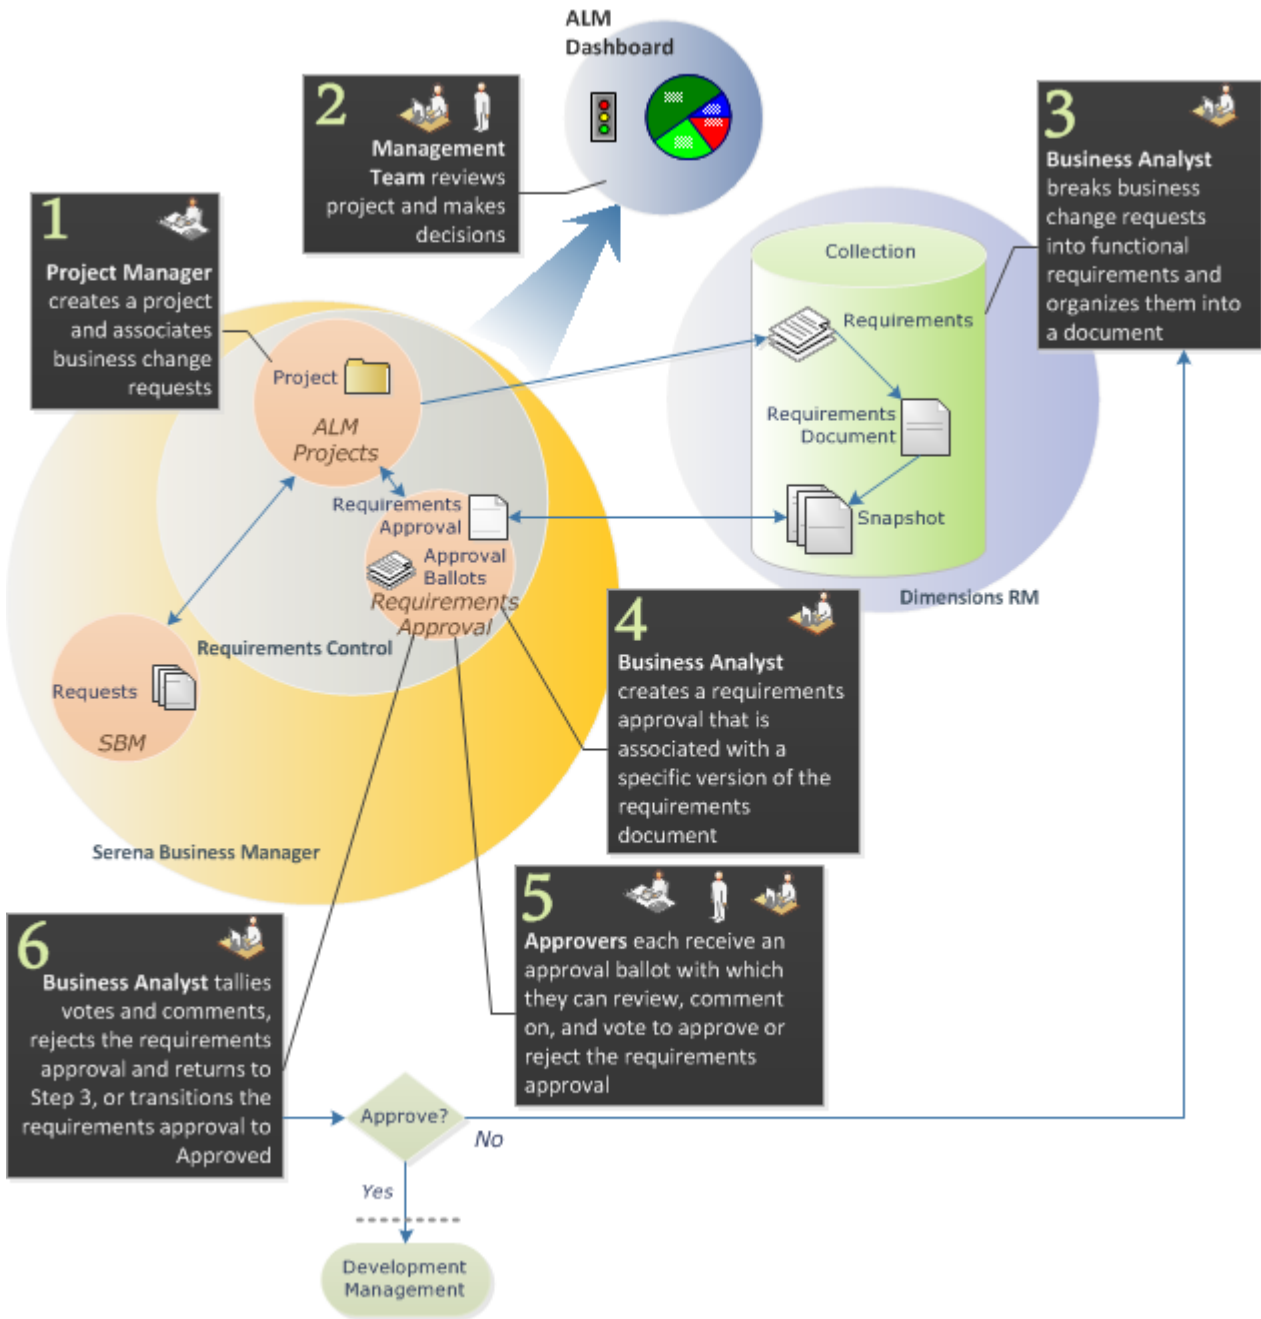 ALM
Dashboard
2
Management
Team reviews
project and makes
decisions
3
Business Analyst
breaks business
change requests
into functional
requirements and
organizes them into
a document
1
Project Manager
creates a project
and associates
business change
requests
Collection
Requirements
Requirements
Document
Snapshot
Dimensions RM
Project
ALM
Projects
Requirements
Approval
Approval
Ballots
Requirements
Approval
Requirements Control
Requests
SBM
Serena Business Manager
4
Business Analyst
creates a requirements
approval that is
associated with a
specific version of the
requirements
document
5
Approvers each receive an
approval ballot with which
they can review, comment
on, and vote to approve or
reject the requirements
approval
6
Business Analyst tallies
votes and comments,
rejects the requirements
approval and returns to
Step 3, or transitions the
requirements approval to
Approved
Approve?
No
Yes
Development
Management